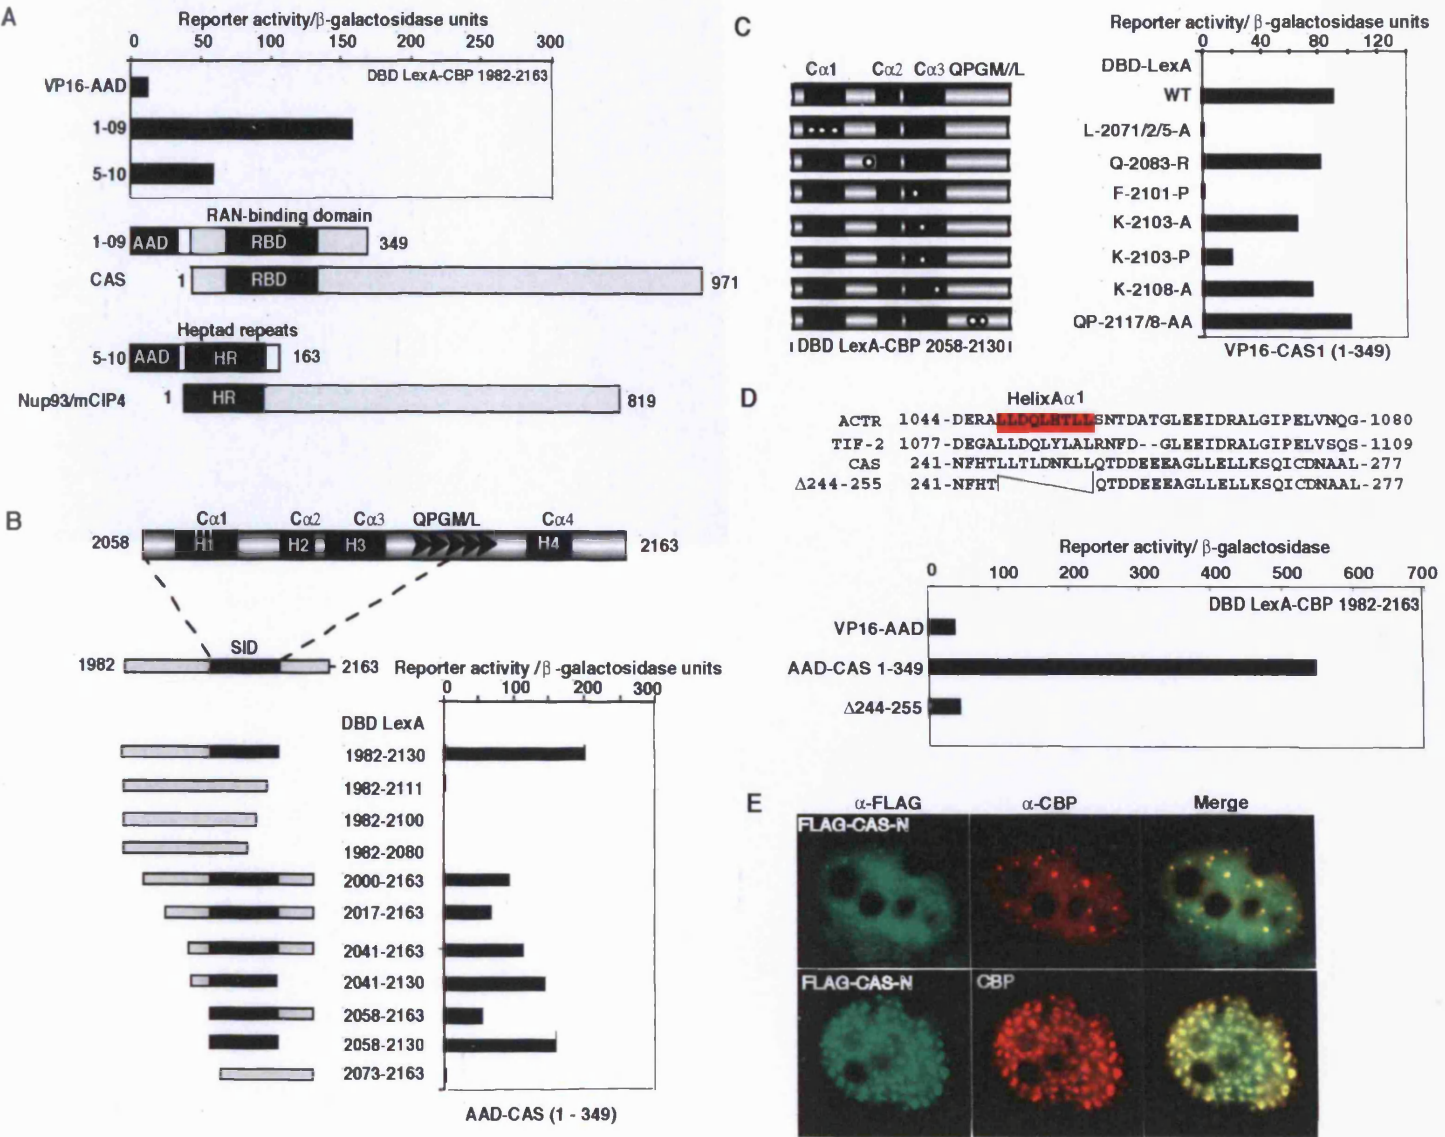 A
Reporter activity/β-galactosidase units
0 50 100 150 200 250 300
DBD LexA-CBP 1982-2163
VP16-AAD
1-09
5-10
RAN-binding domain
1-09 AAD RBD 349
CAS 1 RBD 971
Heptad repeats
5-10 AAD HR 163
Nup93/mCIP4 1 HR 819
B
Cα1 Cα2 Cα3 QPGM/L Cα4
2058 H1 H2 H3 H4 2163
SID
1982 2163
Reporter activity /β -galactosidase units
0 100 200 300
DBD LexA
1982-2130
1982-2111
1982-2100
1982-2080
2000-2163
2017-2163
2041-2163
2041-2130
2058-2163
2058-2130
2073-2163
AAD-CAS (1 - 349)
C
Reporter activity/ β-galactosidase units
0 40 80 120
Cα1 Cα2 Cα3 QPGM//L
DBD-LexA
WT
L-2071/2/5-A
Q-2083-R
F-2101-P
K-2103-A
K-2103-P
K-2108-A
QP-2117/8-AA
DBD LexA-CBP 2058-2130
VP16-CAS1 (1-349)
D
HelixAα1
ACTR 1044-DERALLDQLHTLLSNTDATGLEEIDRALGIPELVNQG-1080
TIF-2 1077-DEGALLDQLYLALRNFD--GLEEIDRALGIPELVSQS-1109
CAS 241-NFHTLLTLDNKLLQTDDEEEAGLLELLKSQICDNAAL-277
Δ244-255 241-NFHT QTDDEEEAGLLELLKSQICDNAAL-277
Reporter activity/ β-galactosidase
0 100 200 300 400 500 600 700
DBD LexA-CBP 1982-2163
VP16-AAD
AAD-CAS 1-349
Δ244-255
E
α-FLAG α-CBP Merge
FLAG-CAS-N
FLAG-CAS-N CBP